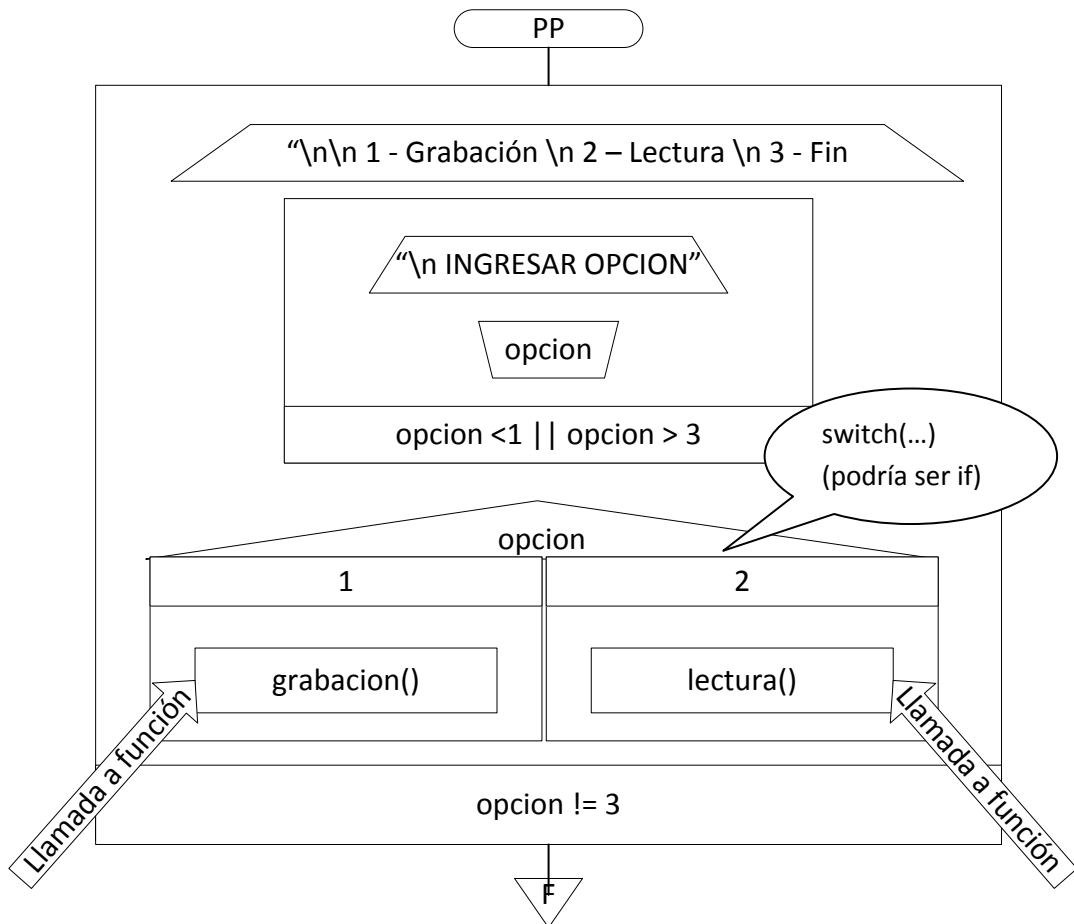 PP
“\n\n 1 - Grabación \n 2 – Lectura \n 3 - Fin
“\n INGRESAR OPCION”
opcion
opcion <1 || opcion > 3
switch(…)
(podría ser if)
opcion
1
2
grabacion()
lectura()
Llamada a función
Llamada a función
opcion != 3
F